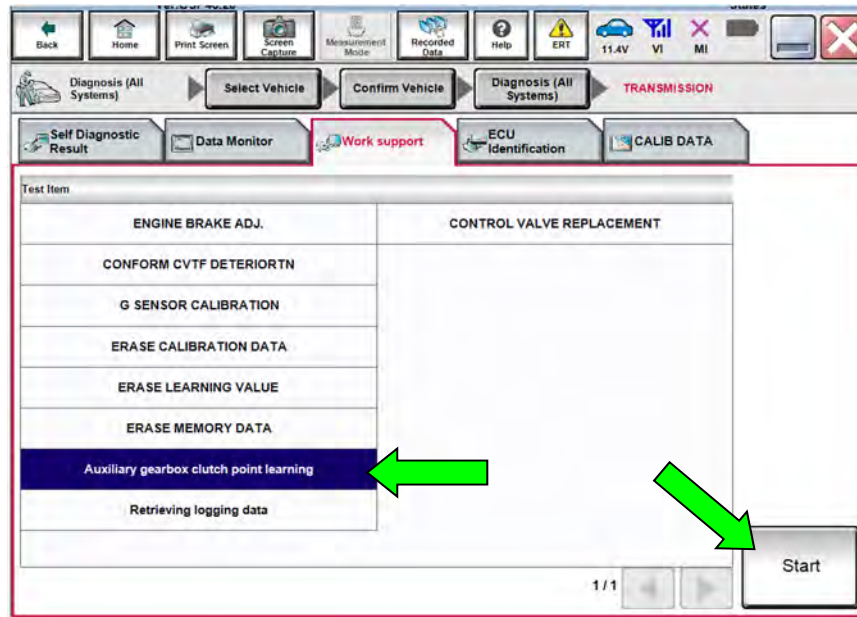 Back
Home
Print Screen
Screen
Capture
Measurement
Mode
Recorded
Data
Help
ERT
11.4V
VI
MI
Diagnosis (All
Systems)
Select Vehicle
Confirm Vehicle
Diagnosis (All
Systems)
TRANSMISSION
Self Diagnostic
Result
Data Monitor
Work support
ECU
Identification
CALIB DATA
Test Item
ENGINE BRAKE ADJ.
CONTROL VALVE REPLACEMENT
CONFORM CVTF DETERIORTN
G SENSOR CALIBRATION
ERASE CALIBRATION DATA
ERASE LEARNING VALUE
ERASE MEMORY DATA
Auxiliary gearbox clutch point learning
Retrieving logging data
Start
1/1